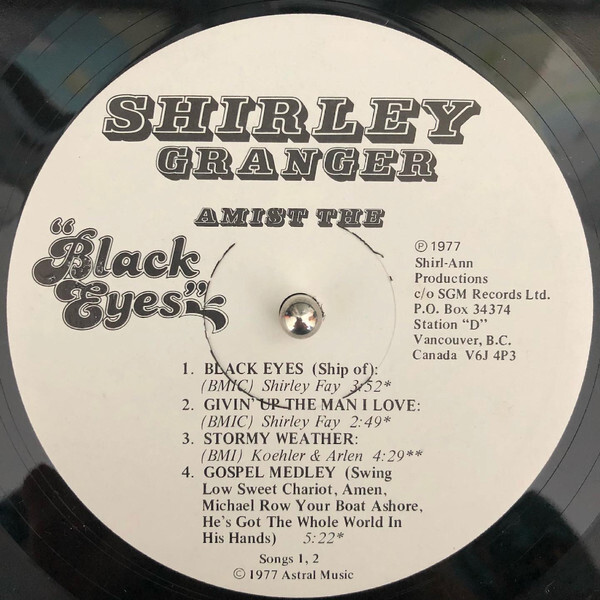 SHIRLEY
GRANGER
AMIST THE
"Black
Eyes"
℗ 1977
Shirl-Ann
Productions
c/o SGM Records Ltd.
P.O. Box 34374
Station "D"
Vancouver, B.C.
Canada V6J 4P3
1. BLACK EYES (Ship of):
(BMIC) Shirley Fay 3:52*
2. GIVIN' UP THE MAN I LOVE:
(BMIC) Shirley Fay 2:49*
3. STORMY WEATHER:
(BMI) Koehler & Arlen 4:29**
4. GOSPEL MEDLEY (Swing
Low Sweet Chariot, Amen,
Michael Row Your Boat Ashore,
He's Got The Whole World In
His Hands) 5:22*
Songs 1, 2
© 1977 Astral Music